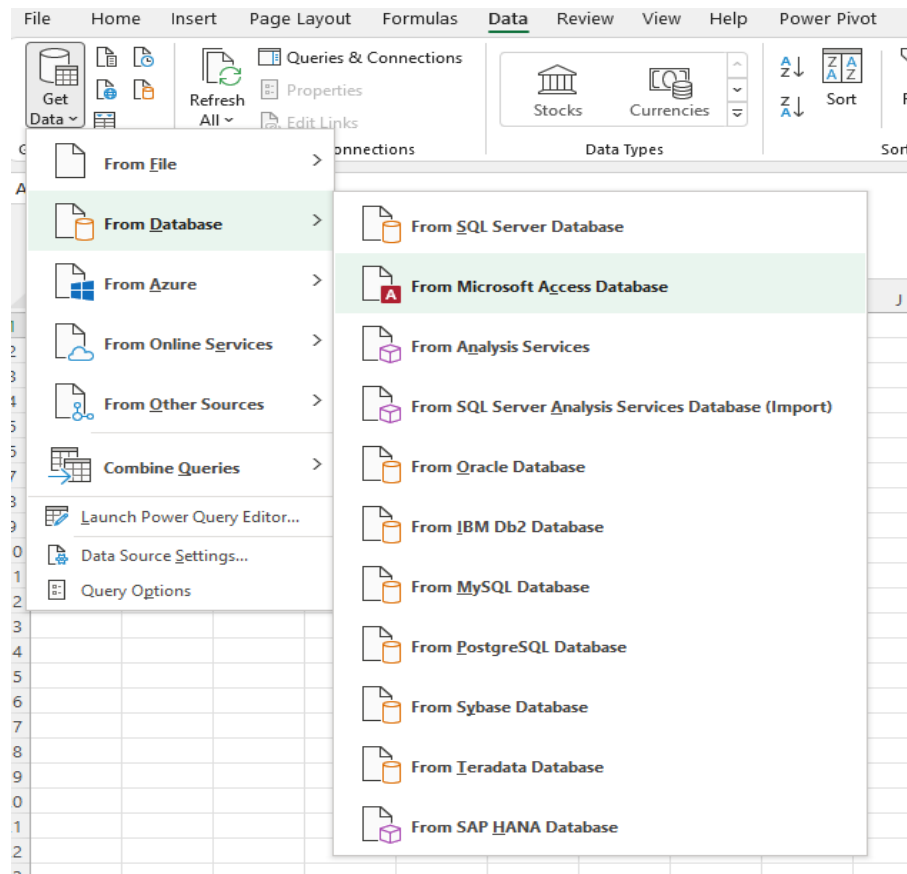 File Home Insert Page Layout Formulas Data Review View Help Power Pivot
Get
Data
Refresh
All
Queries & Connections
Properties
Edit Links
Stocks
Currencies
Z A
A Z
Sort
onnections
Data Types
Sort
From File
From Database
From Azure
From Online Services
From Other Sources
Combine Queries
Launch Power Query Editor...
Data Source Settings...
Query Options
From SQL Server Database
From Microsoft Access Database
From Analysis Services
From SQL Server Analysis Services Database (Import)
From Oracle Database
From IBM Db2 Database
From MySQL Database
From PostgreSQL Database
From Sybase Database
From Teradata Database
From SAP HANA Database
J